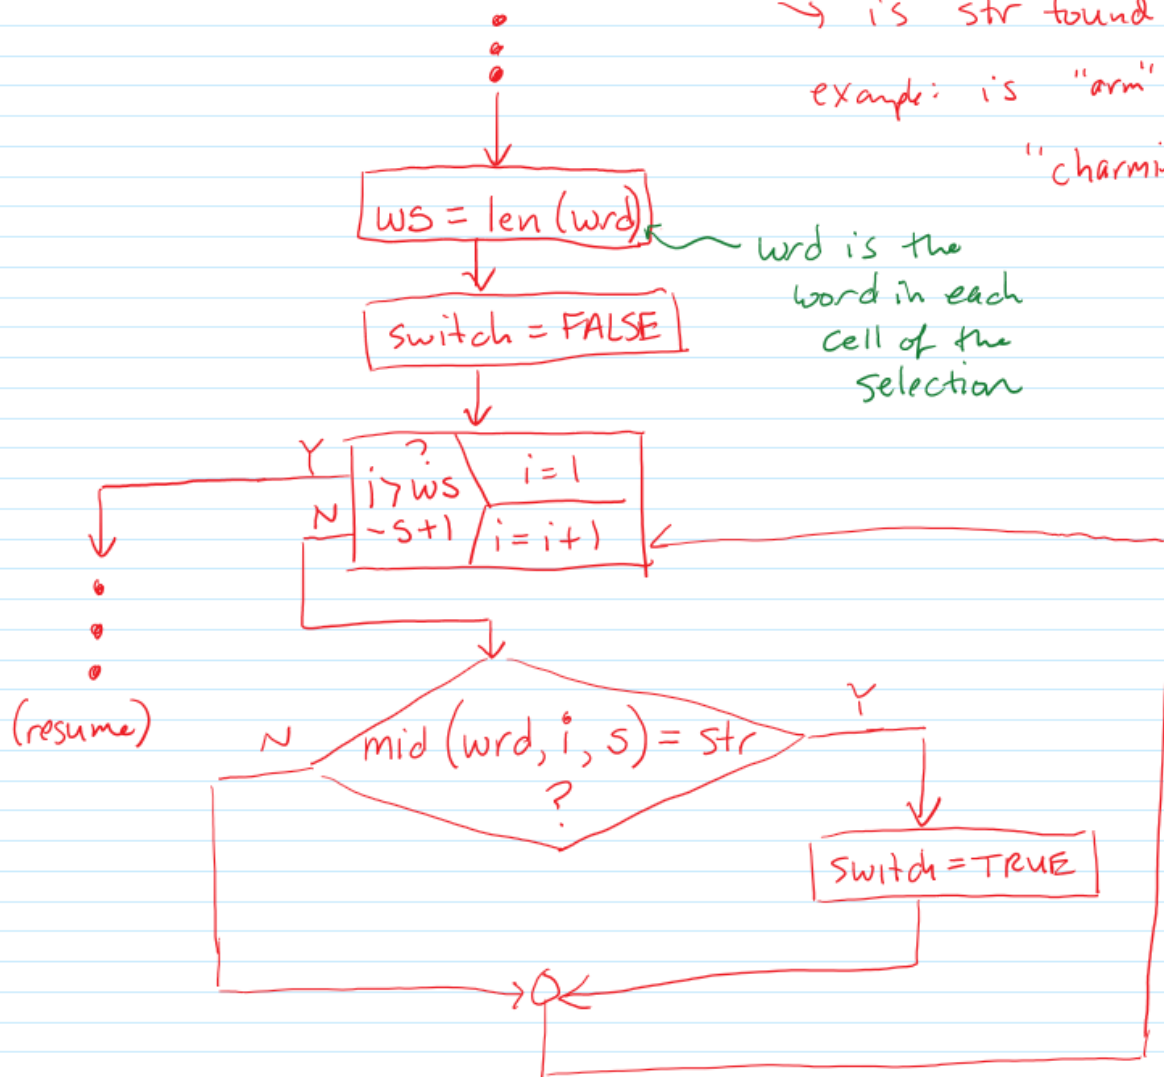 ↳ is str found
example: is "arm"
"charmi
ws = len (wrd)
wrd is the
word in each
cell of the
selection
switch = FALSE
Y
?
i > ws
- s + 1
i = 1
N
i = i + 1
(resume)
N
mid (wrd, i, s) = str
?
Y
switch = TRUE